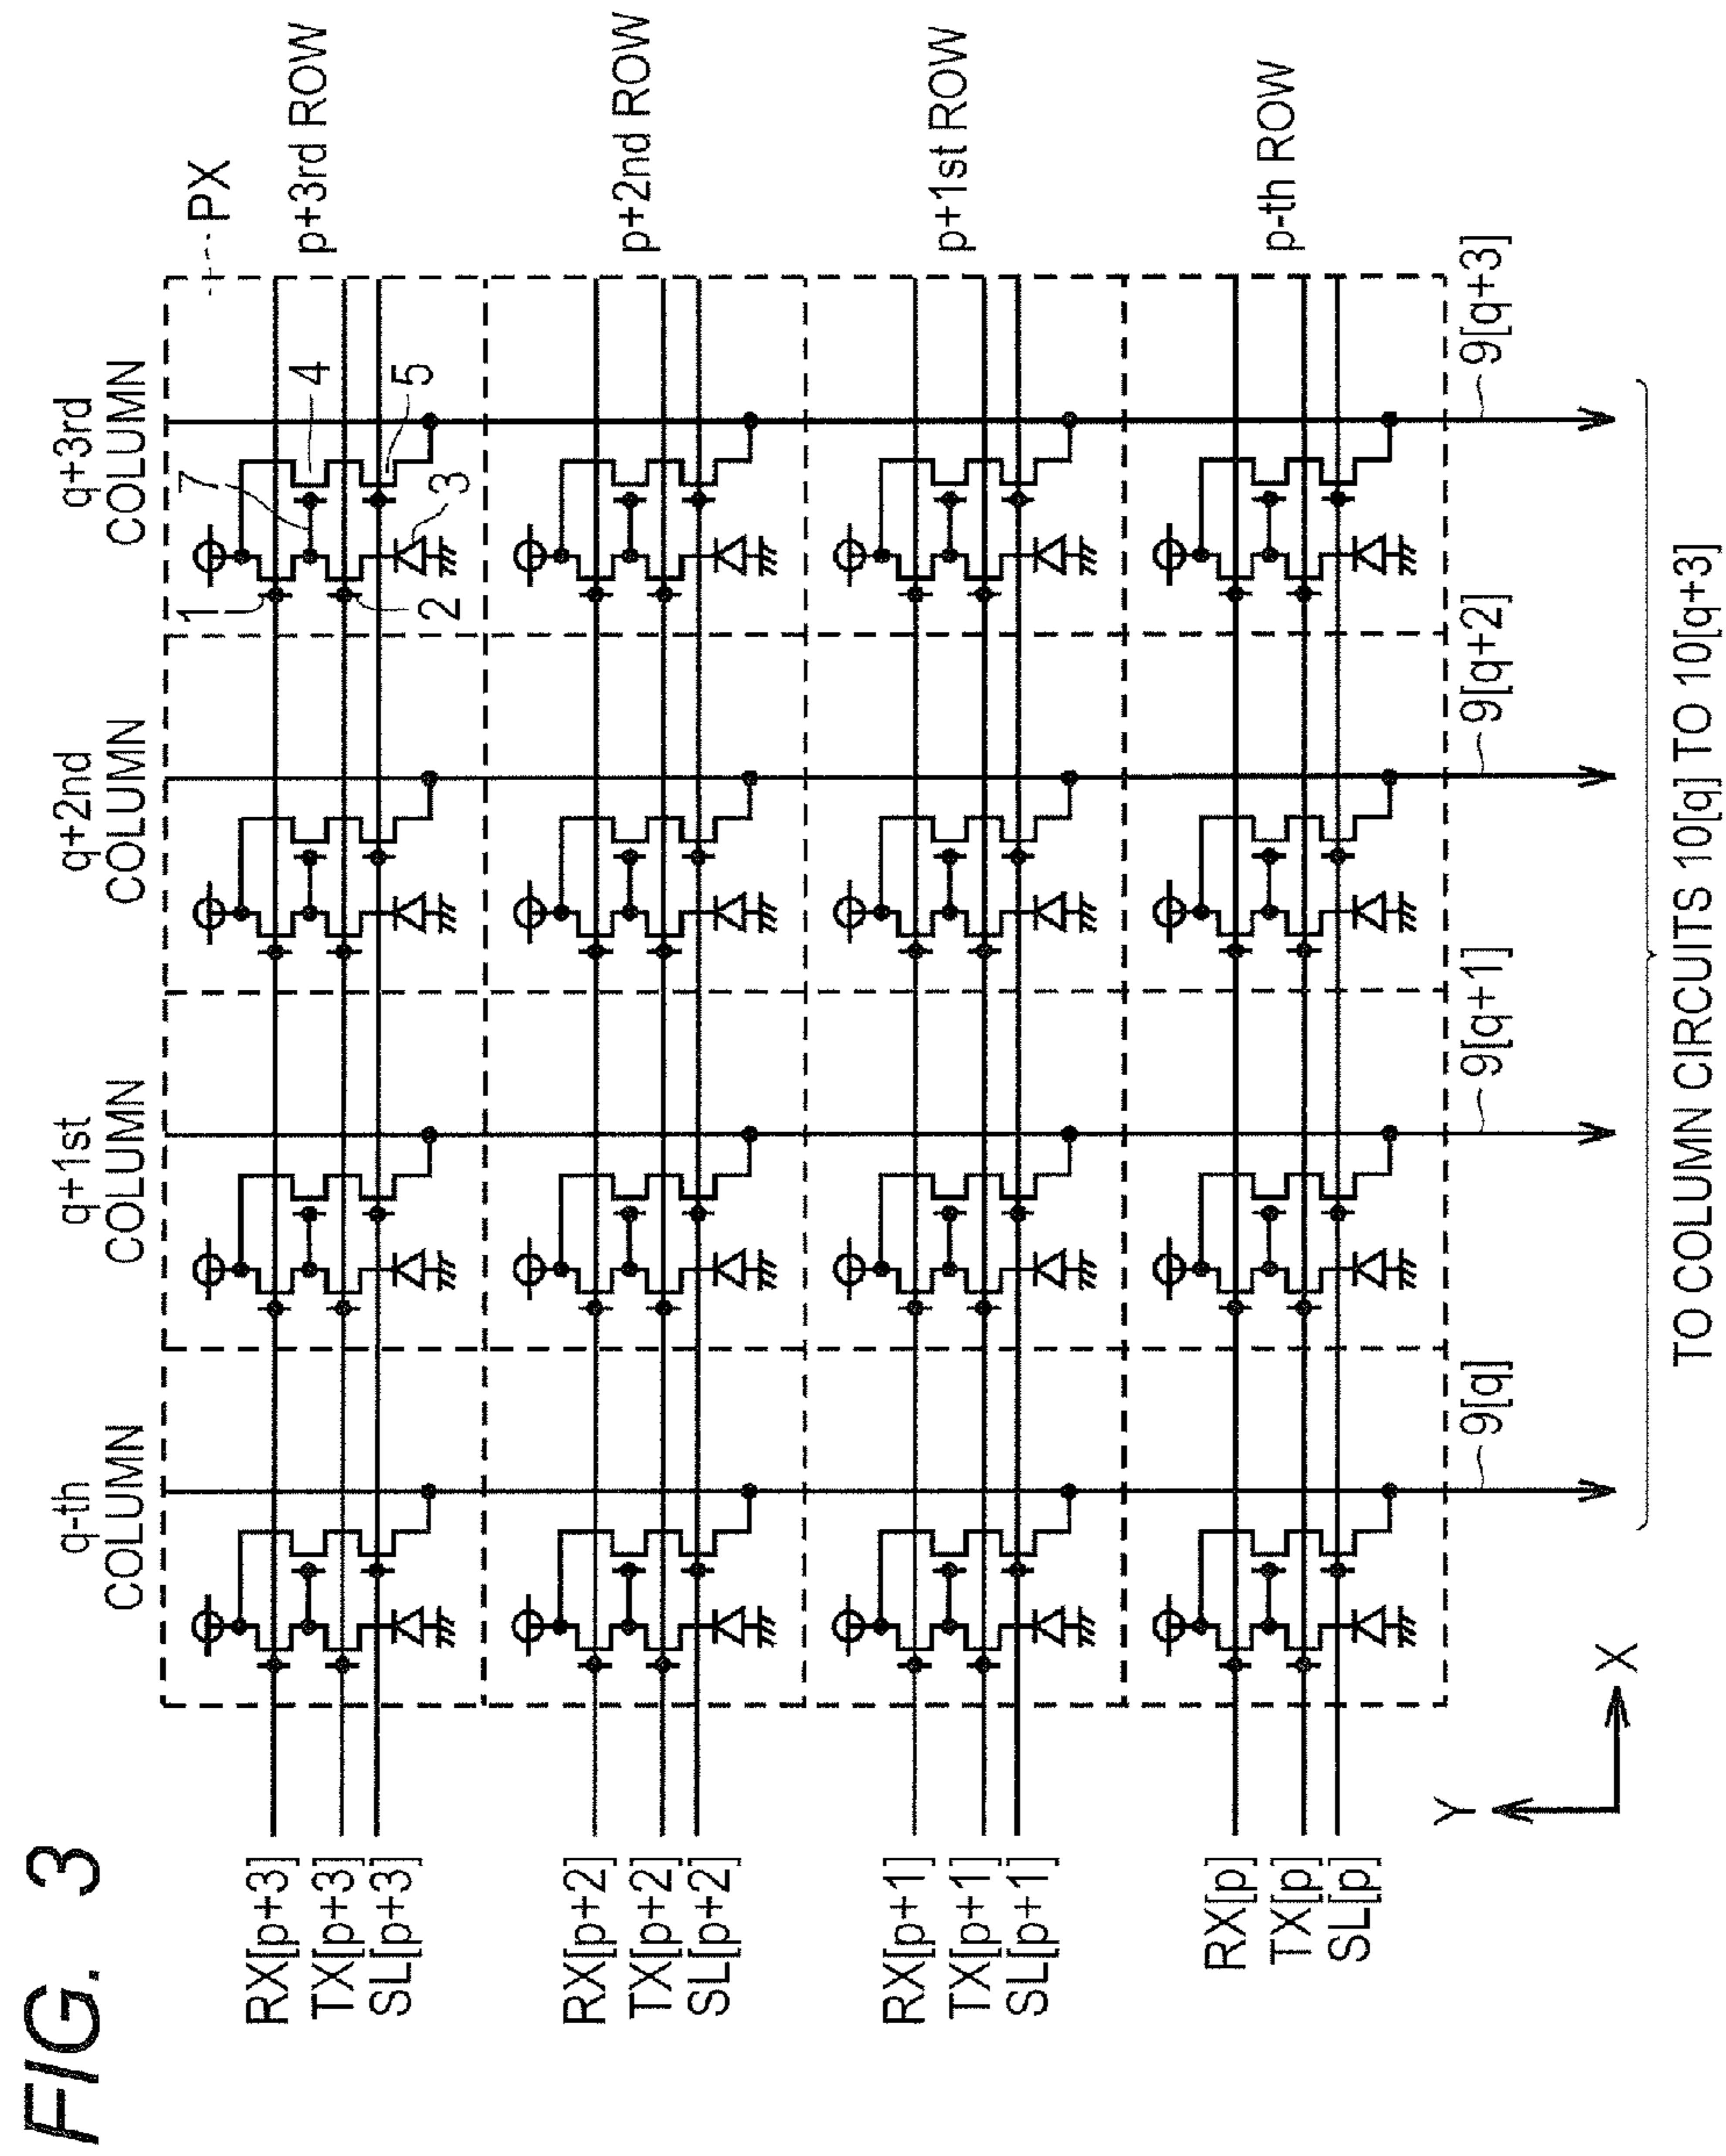 FIG. 3
q-th
COLUMN
q+1st
COLUMN
q+2nd
COLUMN
q+3rd
COLUMN
PX
RX[p+3]
TX[p+3]
SL[p+3]
1
2
7
4
5
3
p+3rd ROW
RX[p+2]
TX[p+2]
SL[p+2]
p+2nd ROW
RX[p+1]
TX[p+1]
SL[p+1]
p+1st ROW
RX[p]
TX[p]
SL[p]
p-th ROW
9[q]
9[q+1]
9[q+2]
9[q+3]
Y
X
TO COLUMN CIRCUITS 10[q] TO 10[q+3]